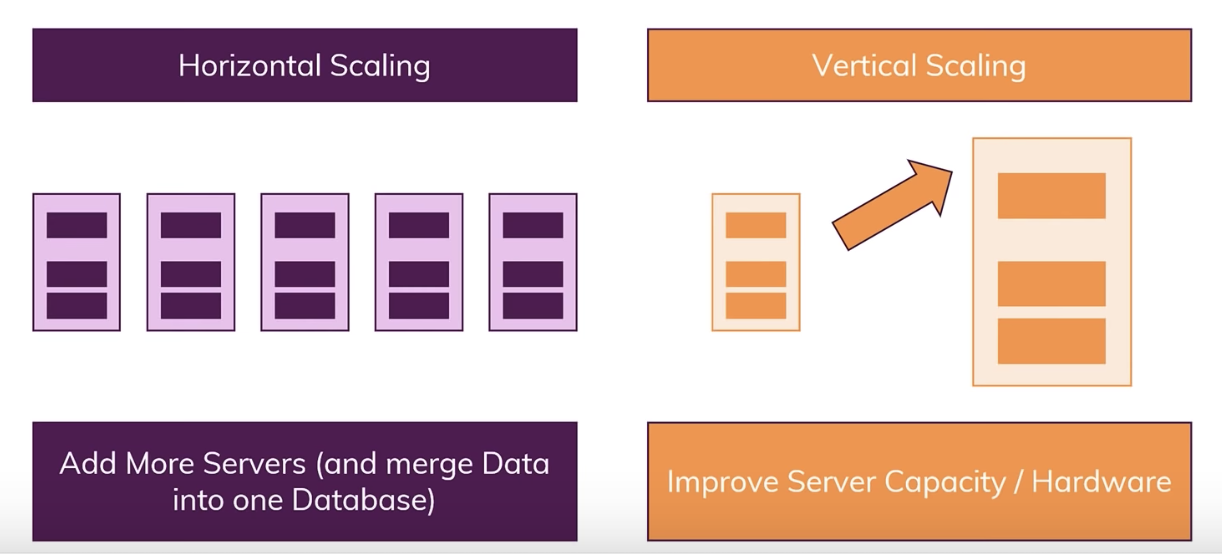 Horizontal Scaling
Vertical Scaling
Add More Servers (and merge Data
into one Database)
Improve Server Capacity / Hardware